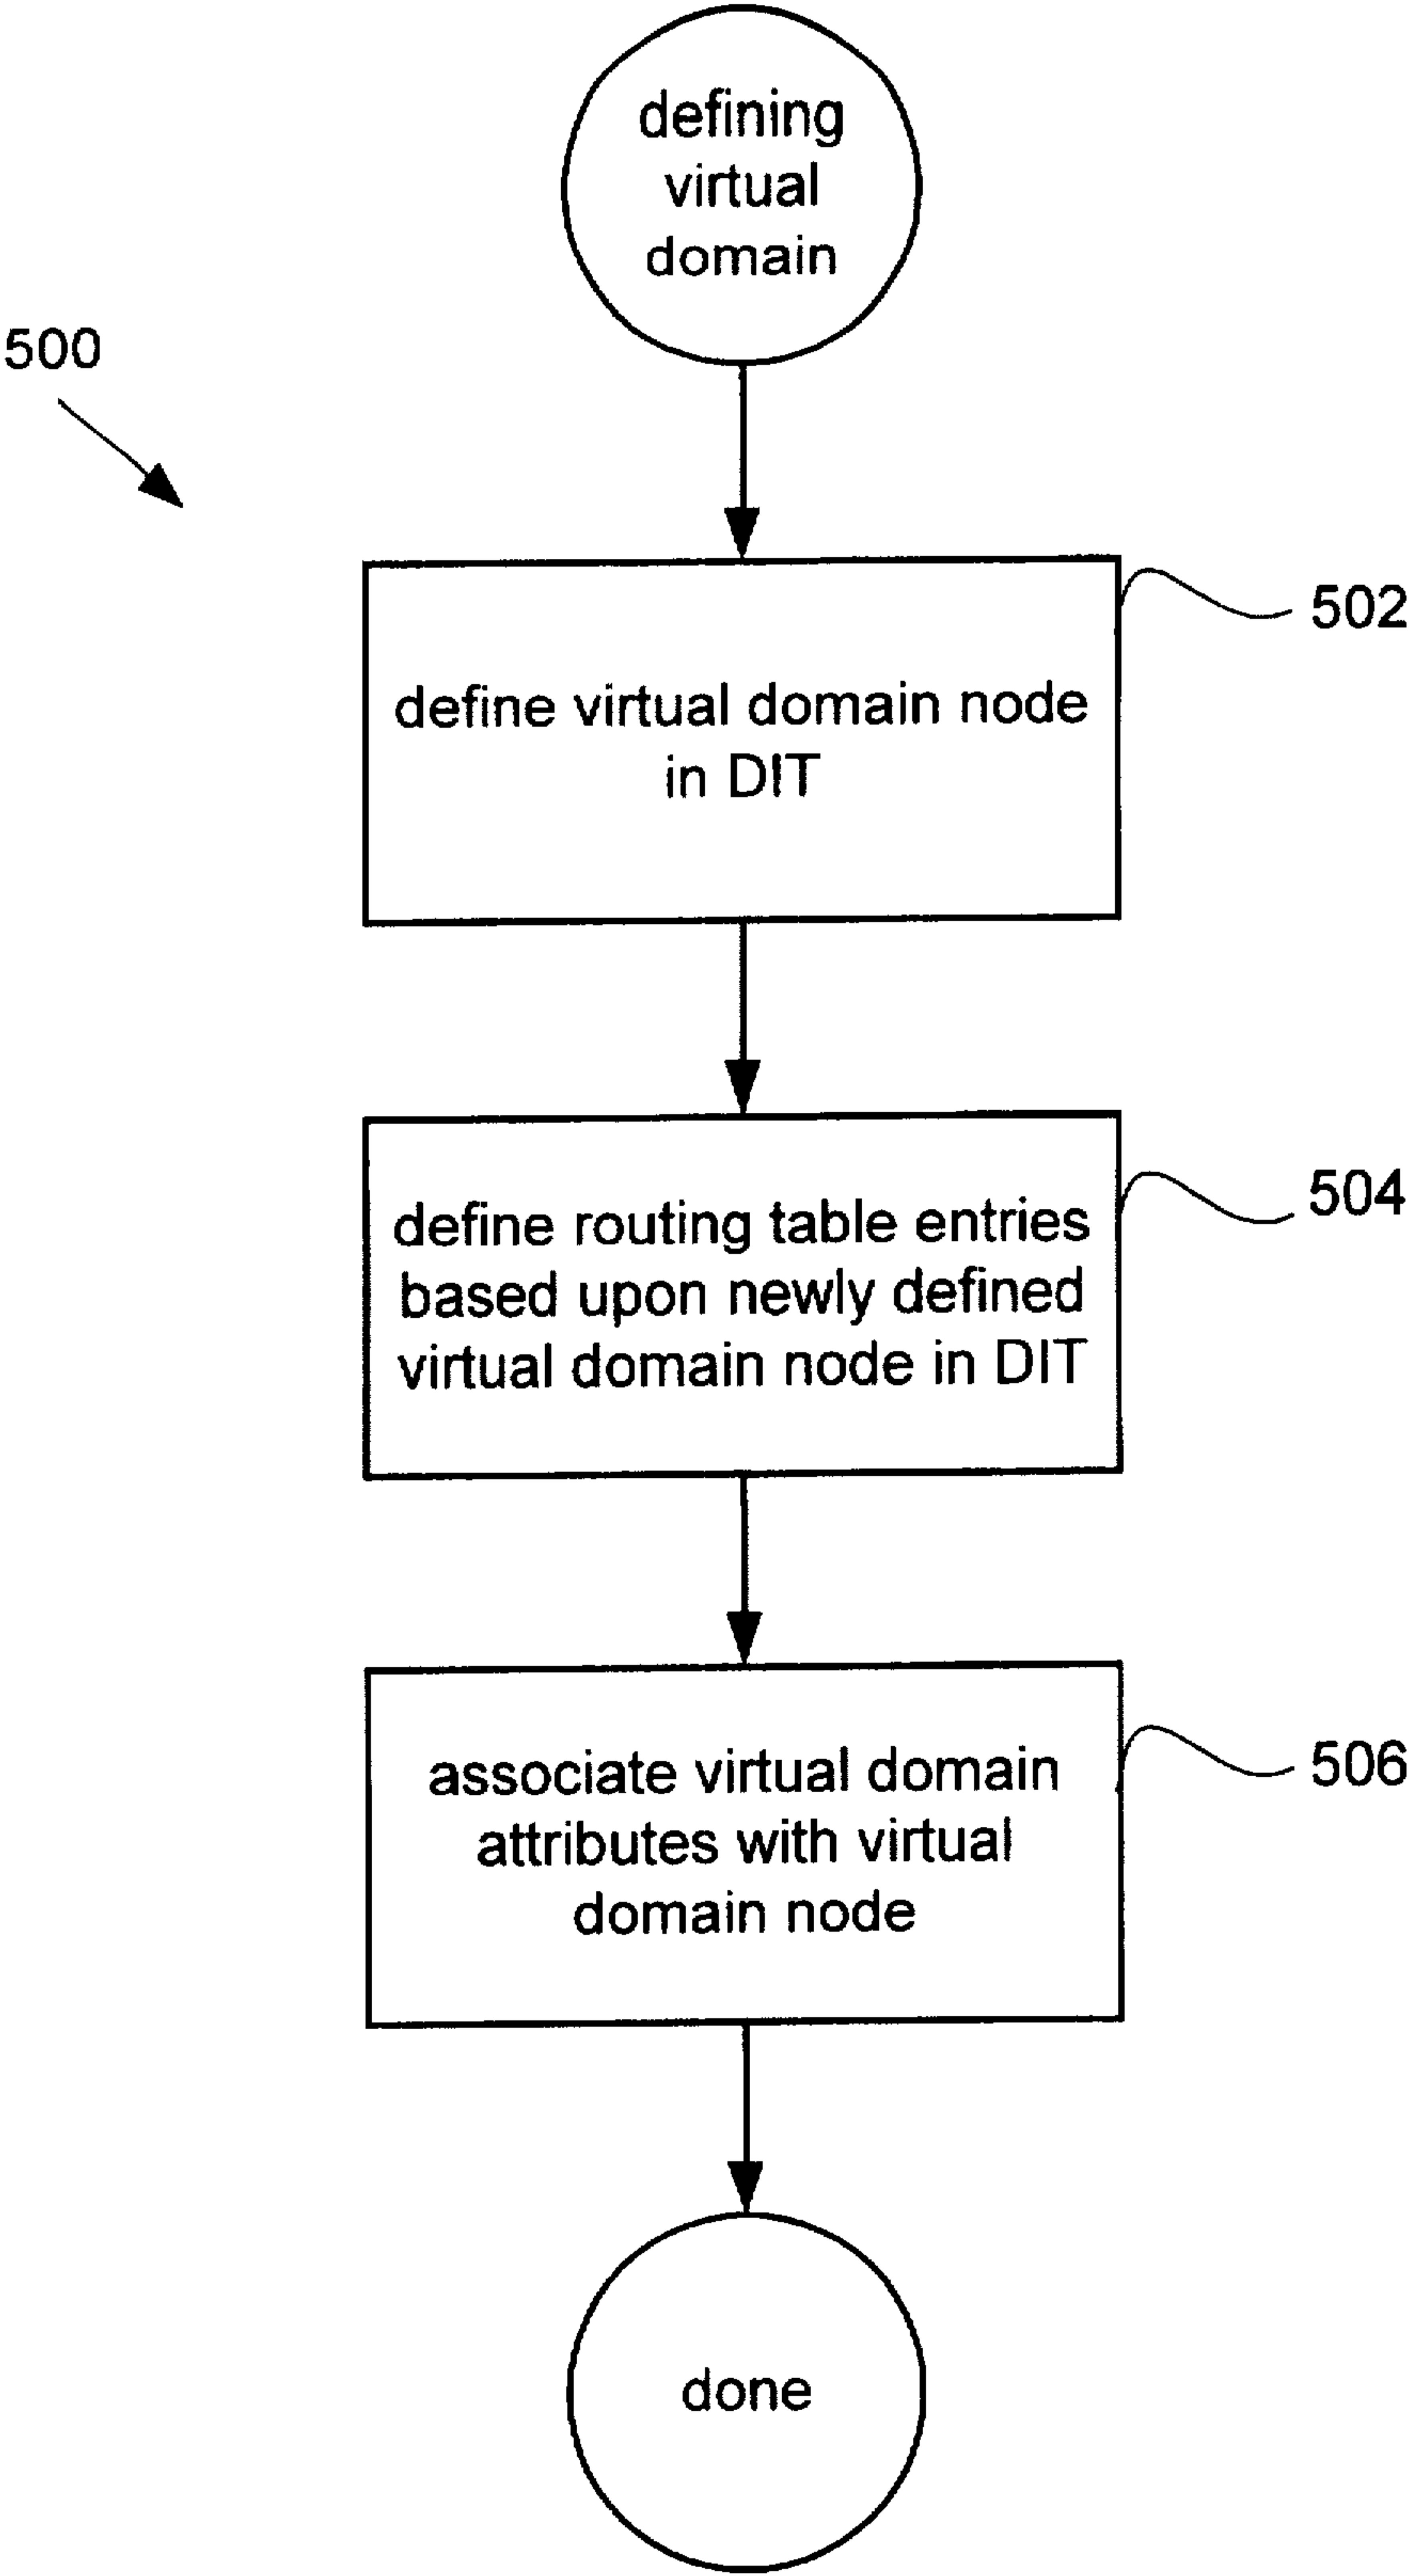 defining
virtual
domain
500
502
define virtual domain node
in DIT
504
define routing table entries
based upon newly defined
virtual domain node in DIT
506
associate virtual domain
attributes with virtual
domain node
done